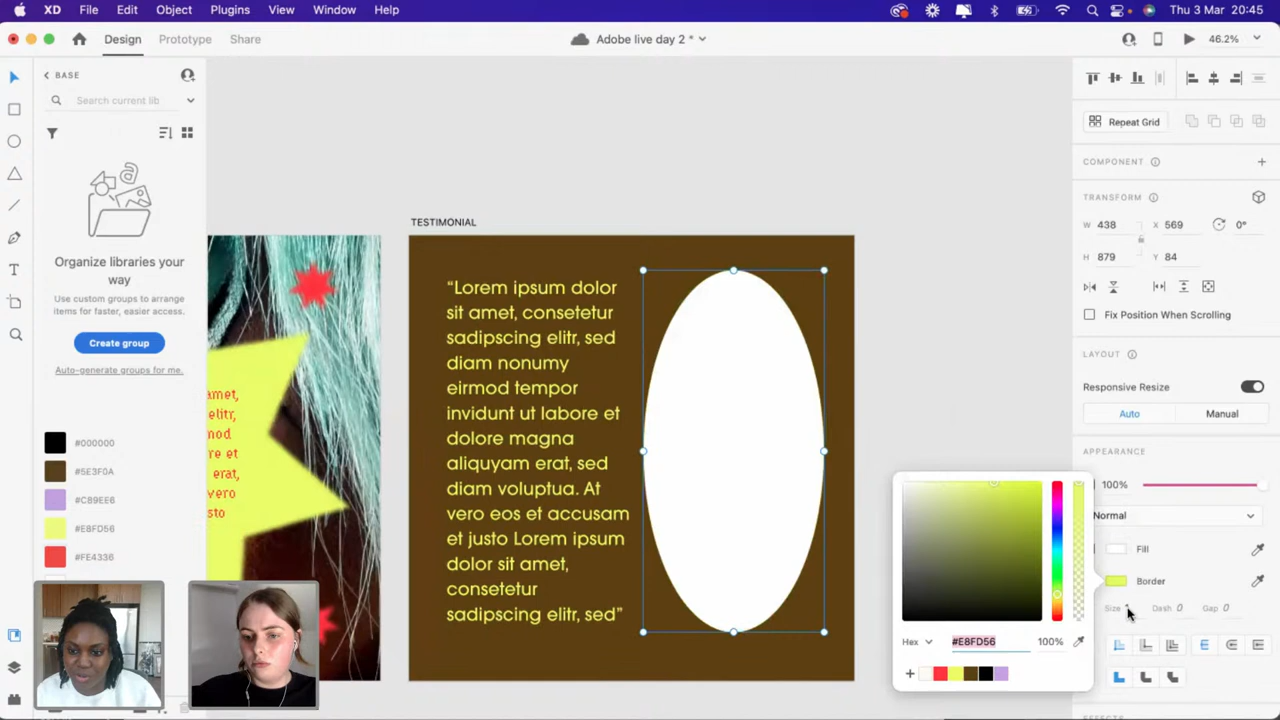 XD File Edit Object Plugins View Window Help Thu 3 Mar 20:45
Design Prototype Share Adobe live day 2 * 46.2%
BASE
Search current lib
Organize libraries your
way
Use custom groups to arrange
items for faster, easier access.
Create group
Auto-generate groups for me.
#000000
#5E3F0A
#C89EE6
#E8FD56
#FE4336
amet,
elitr,
mod
re et
erat,
vero
sto
TESTIMONIAL
“Lorem ipsum dolor
sit amet, consetetur
sadipscing elitr, sed
diam nonumy
eirmod tempor
invidunt ut labore et
dolore magna
aliquyam erat, sed
diam voluptua. At
vero eos et accusam
et justo Lorem ipsum
dolor sit amet,
consetetur
sadipscing elitr, sed”
Repeat Grid
COMPONENT
TRANSFORM
W 438 X 569 0°
H 879 Y 84
Fix Position When Scrolling
LAYOUT
Responsive Resize
Auto Manual
APPEARANCE
100%
Normal
Fill
Border
Size Dash 0 Gap 0
Hex #E8FD56 100%